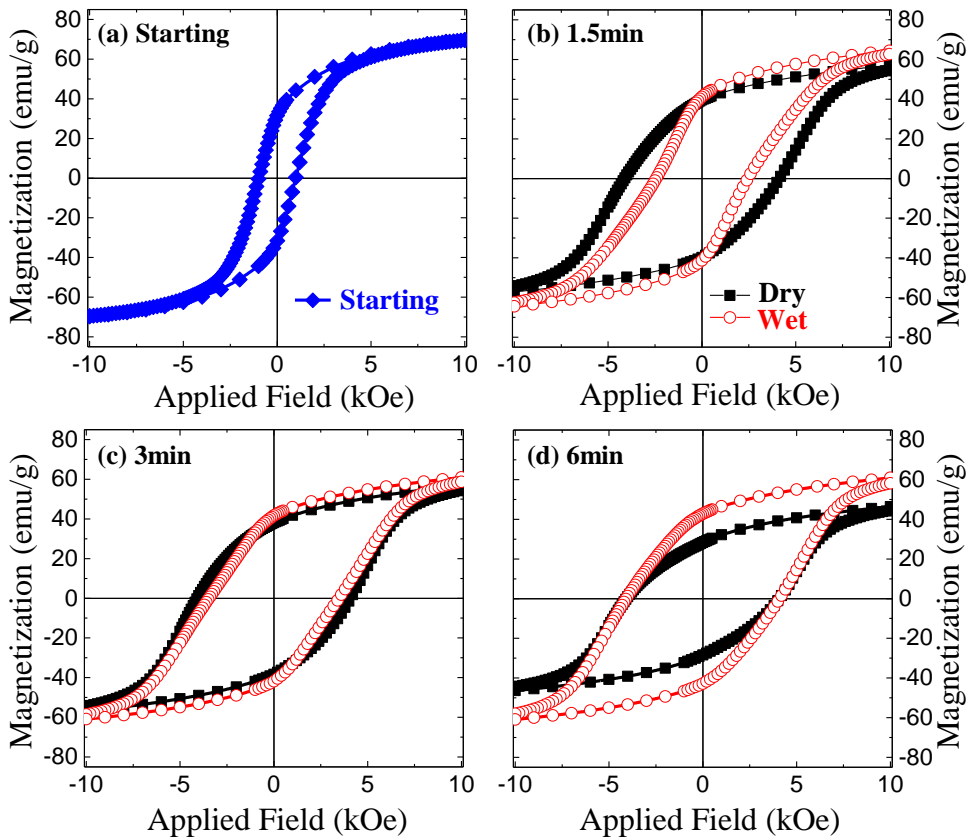 (a) Starting
80
60
40
20
0
-20
-40
-60
-80
Magnetization (emu/g)
Starting
-10 -5 0 5 10
Applied Field (kOe)
(b) 1.5min
80
60
40
20
0
-20
-40
-60
-80
Magnetization (emu/g)
Dry
Wet
-10 -5 0 5 10
Applied Field (kOe)
(c) 3min
80
60
40
20
0
-20
-40
-60
-80
Magnetization (emu/g)
-10 -5 0 5 10
Applied Field (kOe)
(d) 6min
80
60
40
20
0
-20
-40
-60
-80
Magnetization (emu/g)
-10 -5 0 5 10
Applied Field (kOe)